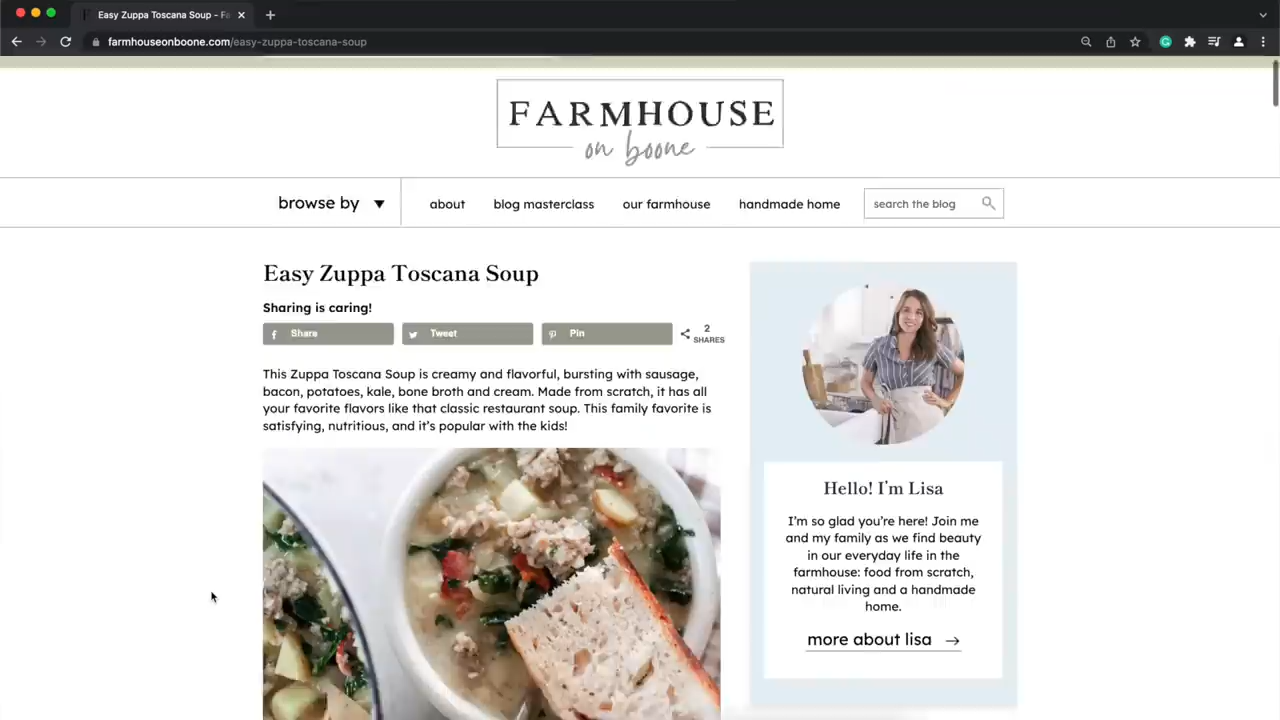 Easy Zuppa Toscana Soup - Fa
farmhouseonboone.com/easy-zuppa-toscana-soup
FARMHOUSE
on boone
browse by
about
blog masterclass
our farmhouse
handmade home
search the blog
Easy Zuppa Toscana Soup
Sharing is caring!
Share
Tweet
Pin
2
SHARES
This Zuppa Toscana Soup is creamy and flavorful, bursting with sausage,
bacon, potatoes, kale, bone broth and cream. Made from scratch, it has all
your favorite flavors like that classic restaurant soup. This family favorite is
satisfying, nutritious, and it's popular with the kids!
Hello! I'm Lisa
I'm so glad you're here! Join me
and my family as we find beauty
in our everyday life in the
farmhouse: food from scratch,
natural living and a handmade
home.
more about lisa